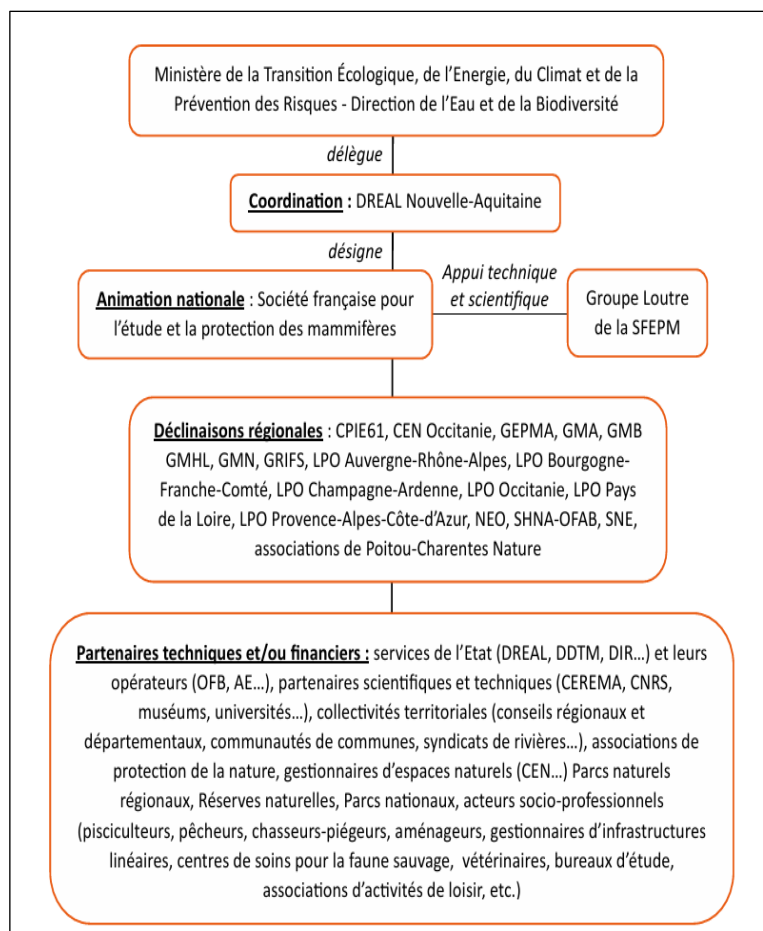 Ministère de la Transition Écologique, de l'Energie, du Climat et de la
Prévention des Risques - Direction de l'Eau et de la Biodiversité
délègue
Coordination : DREAL Nouvelle-Aquitaine
désigne
Animation nationale : Société française pour
l'étude et la protection des mammifères
Appui technique
et scientifique
Groupe Loutre
de la SFEPM
Déclinaisons régionales : CPIE61, CEN Occitanie, GEPMA, GMA, GMB
GMHL, GMN, GRIFS, LPO Auvergne-Rhône-Alpes, LPO Bourgogne-
Franche-Comté, LPO Champagne-Ardenne, LPO Occitanie, LPO Pays
de la Loire, LPO Provence-Alpes-Côte-d'Azur, NEO, SHNA-OFAB, SNE,
associations de Poitou-Charentes Nature
Partenaires techniques et/ou financiers : services de l'Etat (DREAL, DDTM, DIR…) et leurs
opérateurs (OFB, AE…), partenaires scientifiques et techniques (CEREMA, CNRS,
muséums, universités…), collectivités territoriales (conseils régionaux et
départementaux, communautés de communes, syndicats de rivières…), associations de
protection de la nature, gestionnaires d'espaces naturels (CEN…) Parcs naturels
régionaux, Réserves naturelles, Parcs nationaux, acteurs socio-professionnels
(pisciculteurs, pêcheurs, chasseurs-piégeurs, aménageurs, gestionnaires d'infrastructures
linéaires, centres de soins pour la faune sauvage, vétérinaires, bureaux d'étude,
associations d'activités de loisir, etc.)